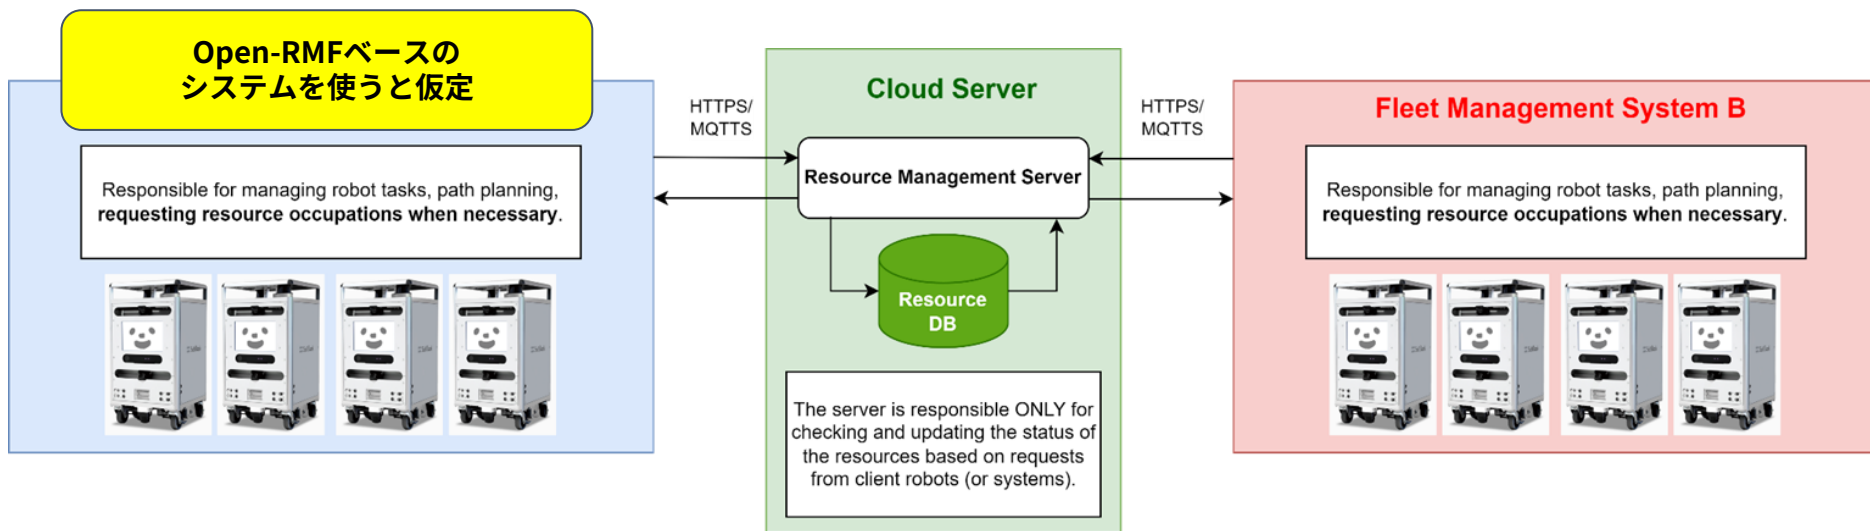 Open-RMFベースの
システムを使うと仮定
Responsible for managing robot tasks, path planning,
requesting resource occupations when necessary.
HTTPS/
MQTTS
Cloud Server
Resource Management Server
Resource
DB
The server is responsible ONLY for
checking and updating the status of
the resources based on requests
from client robots (or systems).
HTTPS/
MQTTS
Fleet Management System B
Responsible for managing robot tasks, path planning,
requesting resource occupations when necessary.